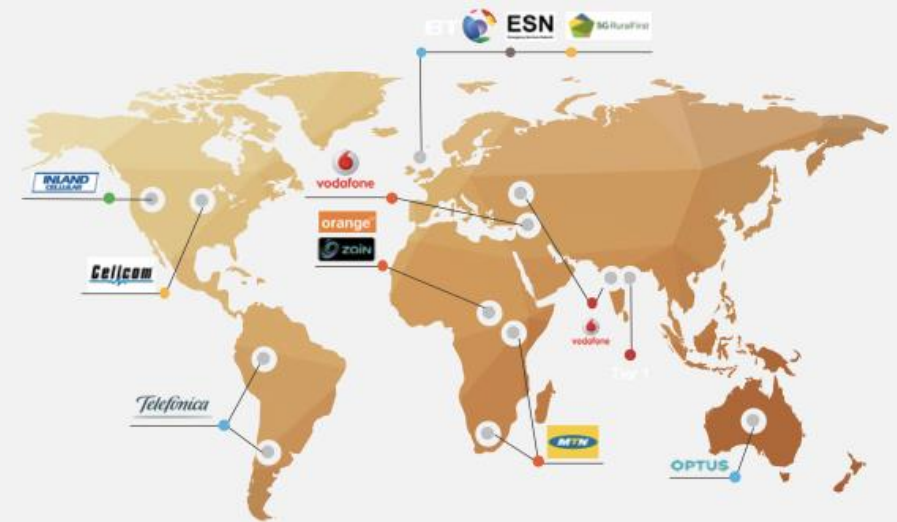 BT ESN 5G RuralFirst
INLAND
CELLULAR
vodafone
orange
zain
Cellcom
vodafone
Telefónica
MTN
OPTUS